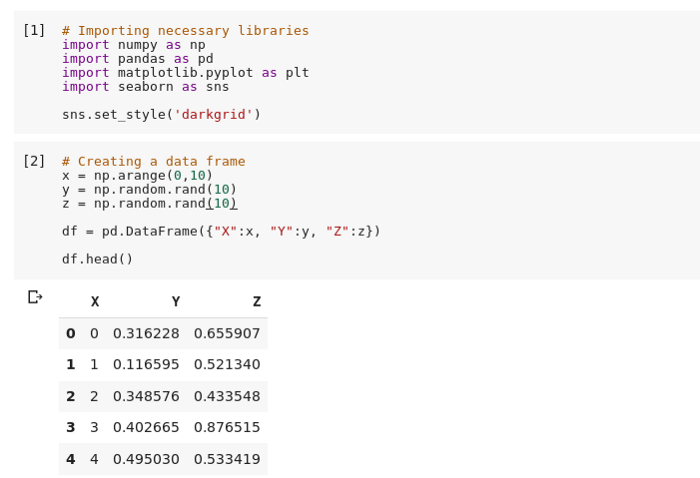 [1] # Importing necessary libraries
import numpy as np
import pandas as pd
import matplotlib.pyplot as plt
import seaborn as sns
sns.set_style('darkgrid')
[2] # Creating a data frame
x = np.arange(0,10)
y = np.random.rand(10)
z = np.random.rand(10)
df = pd.DataFrame({"X":x, "Y":y, "Z":z})
df.head()
X Y Z
0 0 0.316228 0.655907
1 1 0.116595 0.521340
2 2 0.348576 0.433548
3 3 0.402665 0.876515
4 4 0.495030 0.533419